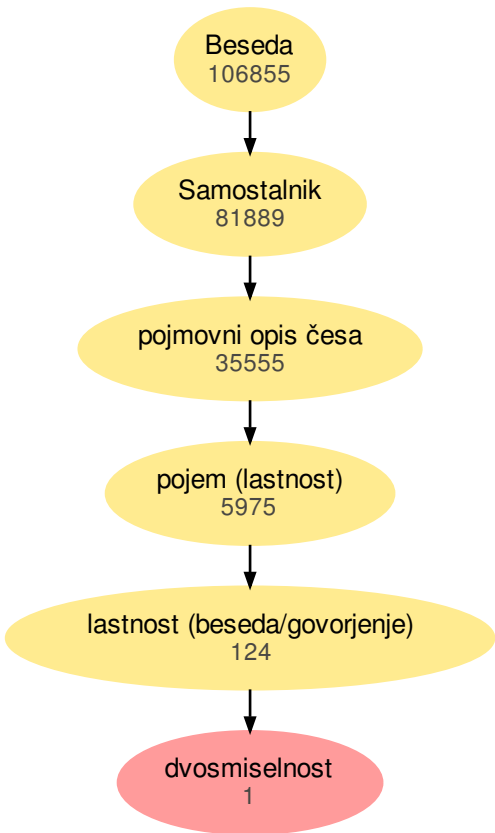 Beseda
106855
Samostalnik
81889
pojmovni opis česa
35555
pojem (lastnost)
5975
lastnost (beseda/govorjenje)
124
dvosmiselnost
1